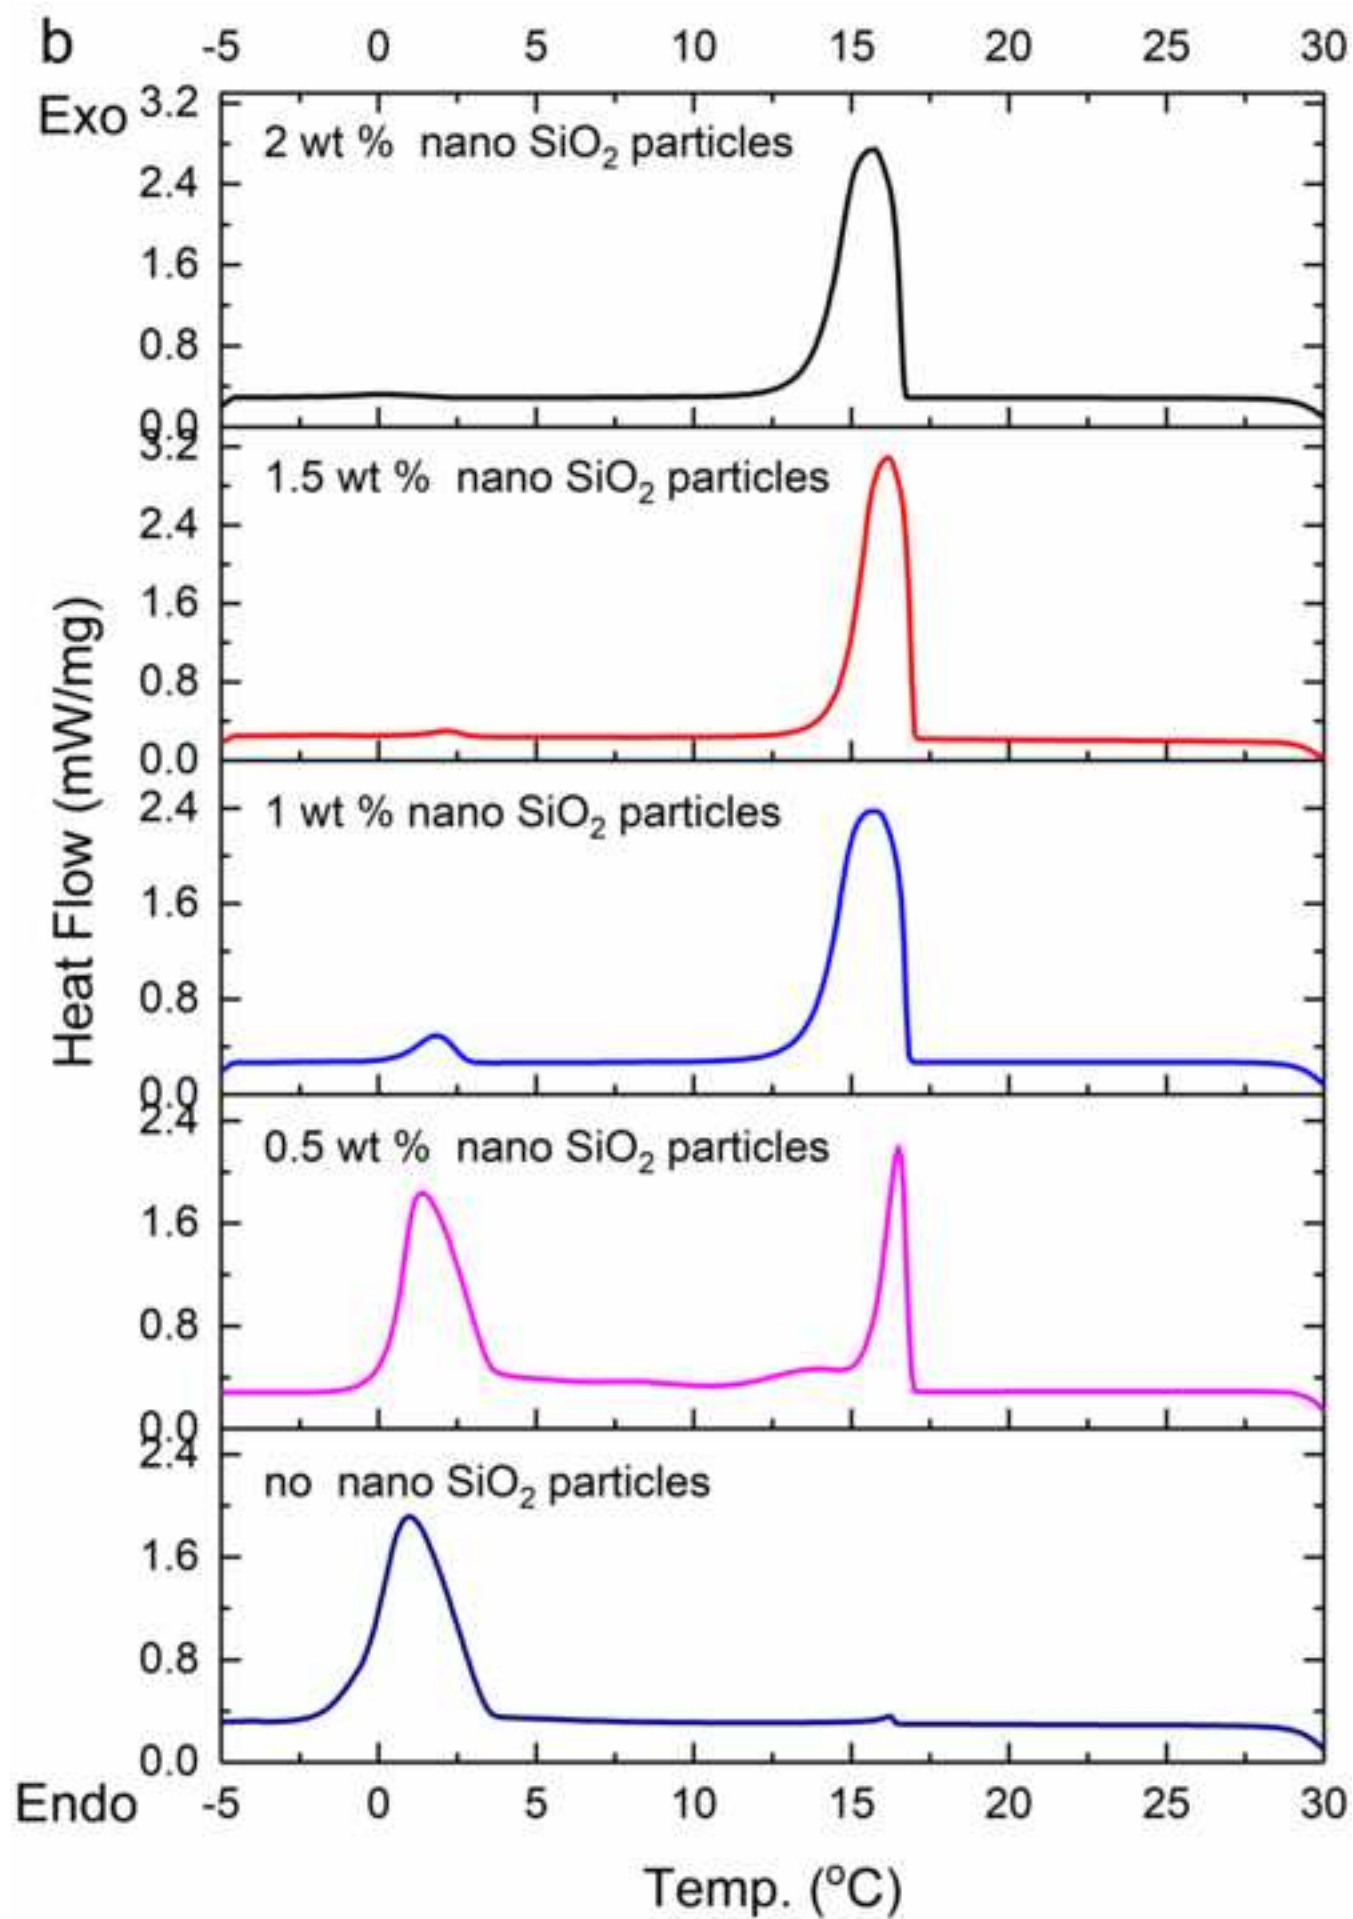 b
-5 0 5 10 15 20 25 30
Exo
3.2
2 wt % nano SiO₂ particles
2.4
1.6
0.8
0.0
3.2
1.5 wt % nano SiO₂ particles
2.4
1.6
0.8
0.0
2.4
1 wt % nano SiO₂ particles
1.6
0.8
0.0
2.4
0.5 wt % nano SiO₂ particles
1.6
0.8
0.0
2.4
no nano SiO₂ particles
1.6
0.8
0.0
Heat Flow (mW/mg)
Endo
-5 0 5 10 15 20 25 30
Temp. (°C)